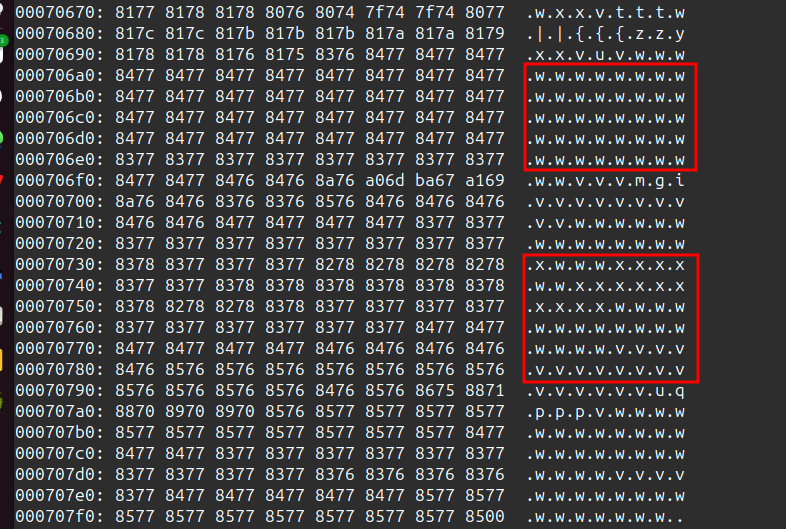 00070670: 8177 8178 8178 8076 8074 7f74 7f74 8077 .w.x.x.v.t.t.t.w
00070680: 817c 817c 817b 817b 817b 817a 817a 8179 .|.|.{.{.{.z.z.y
00070690: 8178 8178 8176 8175 8376 8477 8477 8477 .x.x.v.u.v.w.w.w
000706a0: 8477 8477 8477 8477 8477 8477 8477 8477 .w.w.w.w.w.w.w.w
000706b0: 8477 8477 8477 8477 8477 8477 8477 8477 .w.w.w.w.w.w.w.w
000706c0: 8477 8477 8477 8477 8477 8477 8477 8477 .w.w.w.w.w.w.w.w
000706d0: 8477 8477 8477 8477 8477 8477 8477 8477 .w.w.w.w.w.w.w.w
000706e0: 8377 8377 8377 8377 8377 8377 8377 8377 .w.w.w.w.w.w.w.w
000706f0: 8477 8477 8476 8476 8a76 a06d ba67 a169 .w.w.v.v.v.m.g.i
00070700: 8a76 8476 8376 8376 8576 8476 8476 8476 .v.v.v.v.v.v.v.v
00070710: 8476 8476 8477 8477 8477 8477 8377 8377 .v.v.w.w.w.w.w.w
00070720: 8377 8377 8377 8377 8377 8377 8377 8377 .w.w.w.w.w.w.w.w
00070730: 8378 8377 8377 8377 8278 8278 8278 8278 .x.w.w.w.x.x.x.x
00070740: 8377 8377 8378 8378 8378 8378 8378 8378 .w.w.x.x.x.x.x.x
00070750: 8378 8278 8278 8378 8377 8377 8377 8377 .x.x.x.x.w.w.w.w
00070760: 8377 8377 8377 8377 8377 8377 8477 8477 .w.w.w.w.w.w.w.w
00070770: 8477 8477 8477 8477 8476 8476 8476 8476 .w.w.w.w.v.v.v.v
00070780: 8476 8476 8576 8576 8576 8576 8576 8576 .v.v.v.v.v.v.v.v
00070790: 8576 8576 8576 8576 8476 8576 8675 8871 .v.v.v.v.v.v.u.q
000707a0: 8870 8970 8970 8576 8577 8577 8577 8577 .p.p.p.v.w.w.w.w
000707b0: 8577 8577 8577 8577 8577 8577 8577 8477 .w.w.w.w.w.w.w.w
000707c0: 8477 8477 8377 8377 8377 8377 8377 8377 .w.w.w.w.w.w.w.w
000707d0: 8377 8377 8377 8377 8376 8376 8376 8376 .w.w.w.w.v.v.v.v
000707e0: 8377 8477 8477 8477 8477 8477 8577 8577 .w.w.w.w.w.w.w.w
000707f0: 8577 8577 8577 8577 8577 8577 8577 8500 .w.w.w.w.w.w.w..